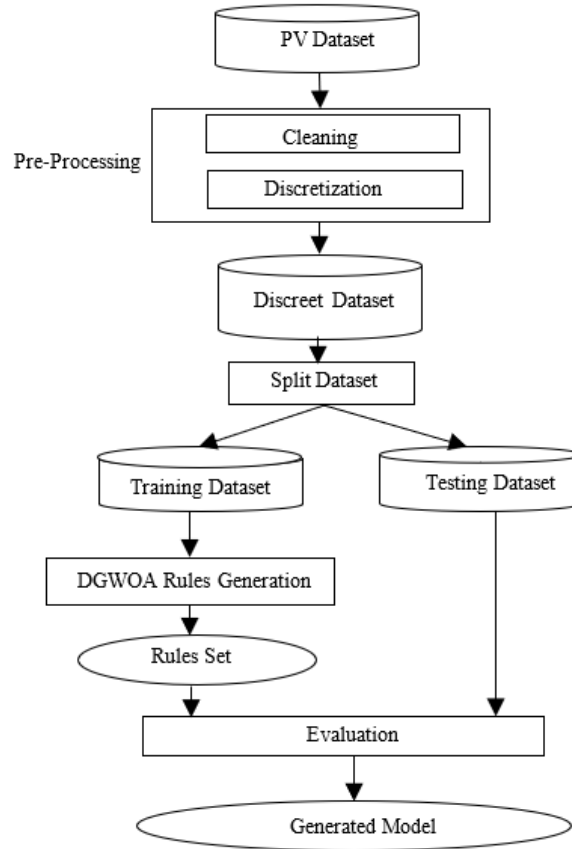 PV Dataset
Pre-Processing
Cleaning
Discretization
Discreet Dataset
Split Dataset
Training Dataset
Testing Dataset
DGWOA Rules Generation
Rules Set
Evaluation
Generated Model